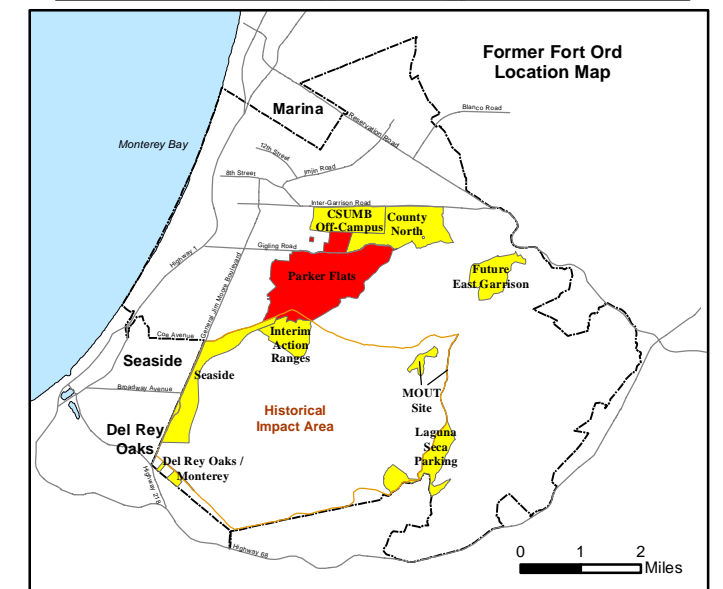 Former Fort Ord
Location Map
Marina
Blanco Road
Reservation Road
Monterey Bay
12th Street
Imjin Road
8th Street
Inter-Garrison Road
CSUMB
Off-Campus
County
North
Gigling Road
Highway 1
General Jim Moore Boulevard
Parker Flats
Future
East Garrison
Coe Avenue
Interim
Action
Ranges
Seaside
Seaside
Broadway Avenue
MOUT
Site
Historical
Impact Area
Del Rey
Oaks
Laguna
Seca
Parking
Del Rey Oaks /
Monterey
Highway 218
Highway 68
0 1 2
Miles